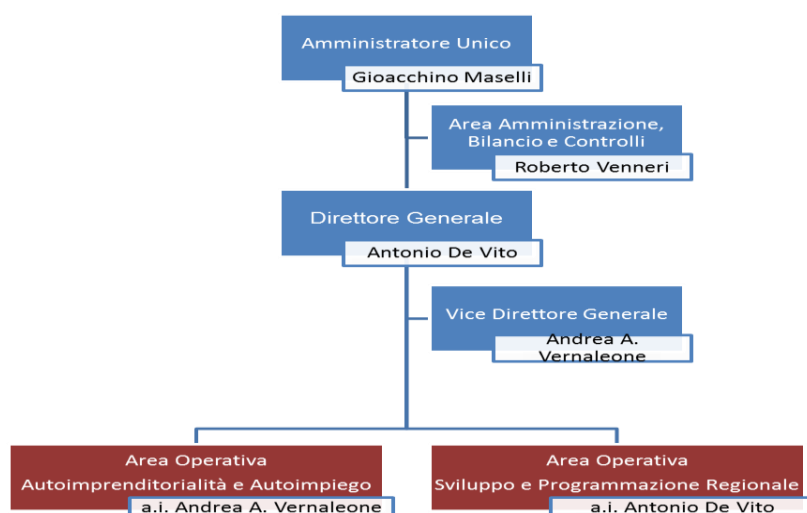 Amministratore Unico
Gioacchino Maselli
Area Amministrazione,
Bilancio e Controlli
Roberto Venneri
Direttore Generale
Antonio De Vito
Vice Direttore Generale
Andrea A.
Vernaleone
Area Operativa
Autoimprenditorialità e Autoimpiego
a.i. Andrea A. Vernaleone
Area Operativa
Sviluppo e Programmazione Regionale
a.i. Antonio De Vito